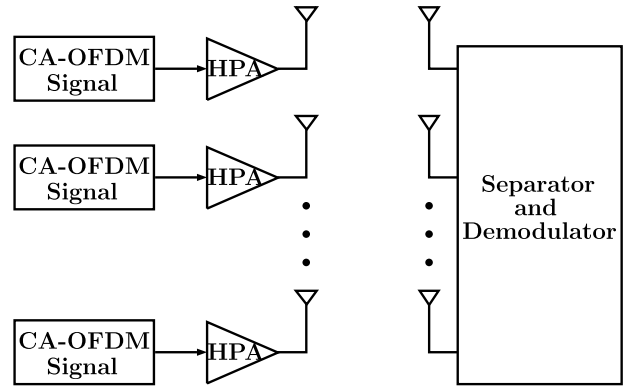 CA-OFDM
Signal
HPA
CA-OFDM
Signal
HPA
Separator
and
Demodulator
CA-OFDM
Signal
HPA